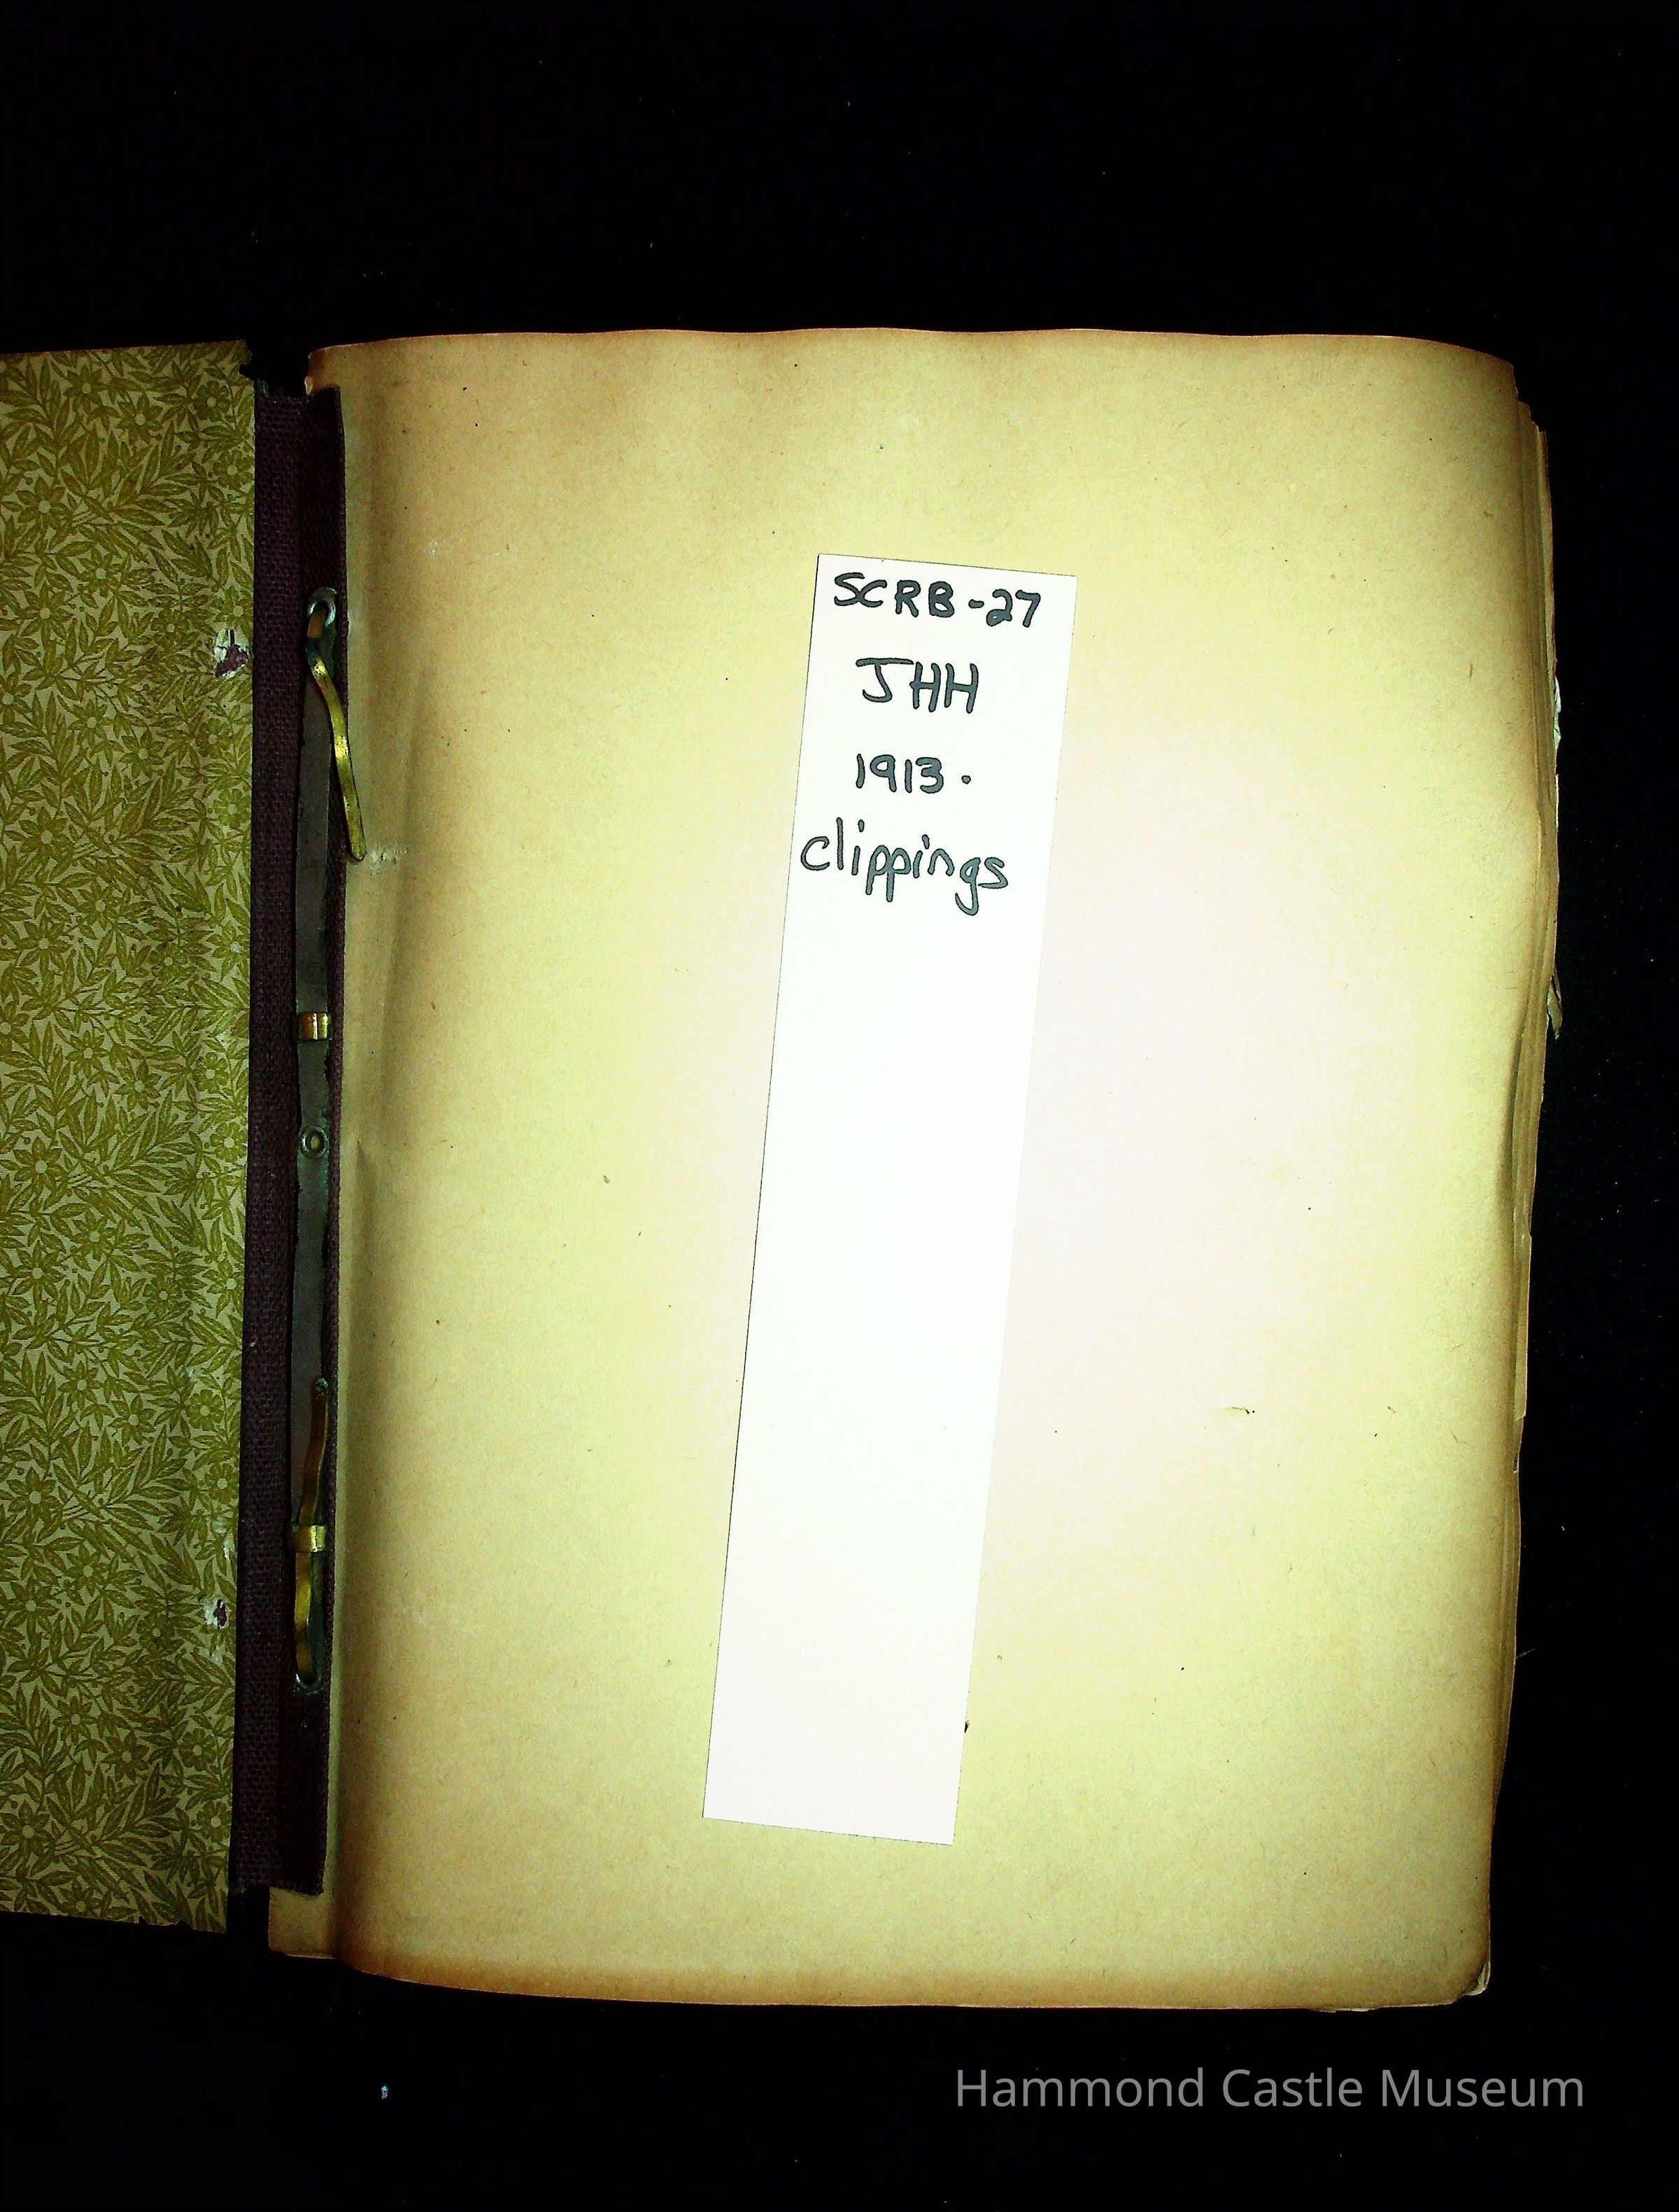 SCRB-27
JHH
1913.
clippings
Hammond Castle Museum